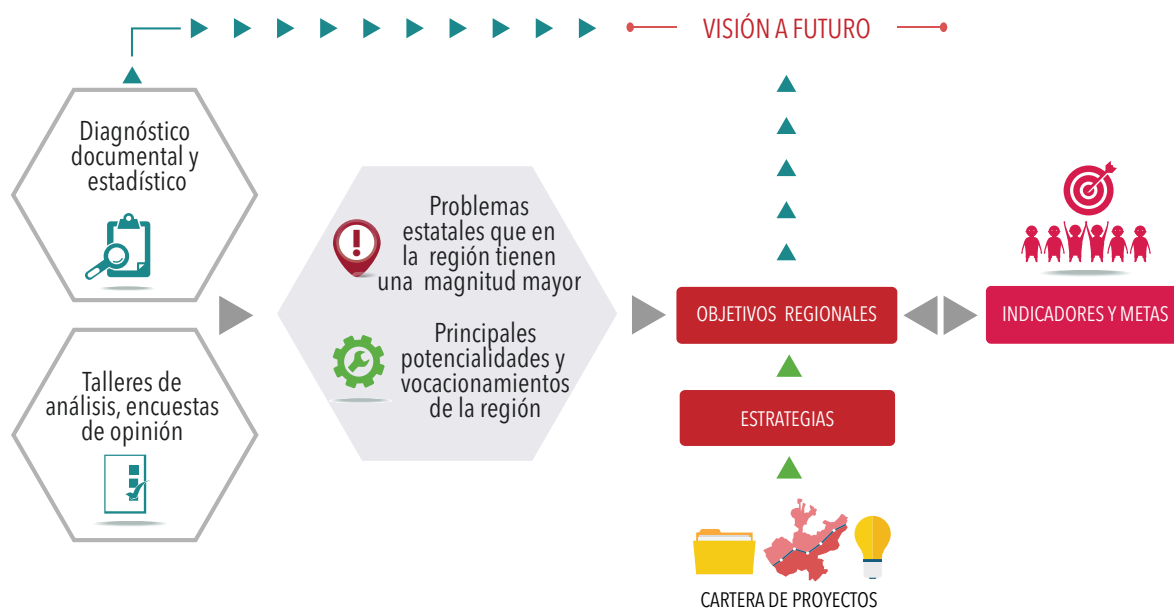 VISIÓN A FUTURO
Diagnóstico
documental y
estadístico
Talleres de
análisis, encuestas
de opinión
Problemas
estatales que en
la región tienen
una magnitud mayor
Principales
potencialidades y
vocacionamientos
de la región
OBJETIVOS REGIONALES
INDICADORES Y METAS
ESTRATEGIAS
CARTERA DE PROYECTOS